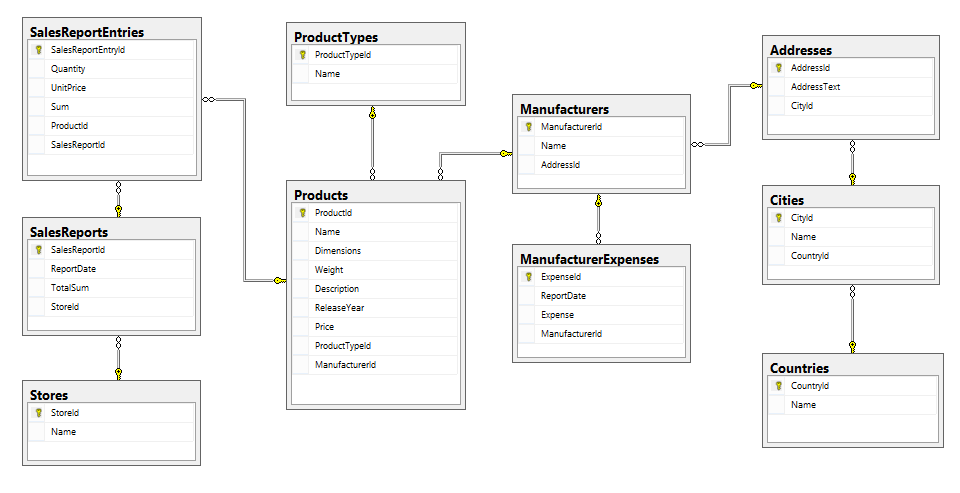 SalesReportEntries
SalesReportEntryId
Quantity
UnitPrice
Sum
ProductId
SalesReportId
SalesReports
SalesReportId
ReportDate
TotalSum
StoreId
Stores
StoreId
Name
ProductTypes
ProductTypeId
Name
Products
ProductId
Name
Dimensions
Weight
Description
ReleaseYear
Price
ProductTypeId
ManufacturerId
Manufacturers
ManufacturerId
Name
AddressId
ManufacturerExpenses
ExpenseId
ReportDate
Expense
ManufacturerId
Addresses
AddressId
AddressText
CityId
Cities
CityId
Name
CountryId
Countries
CountryId
Name